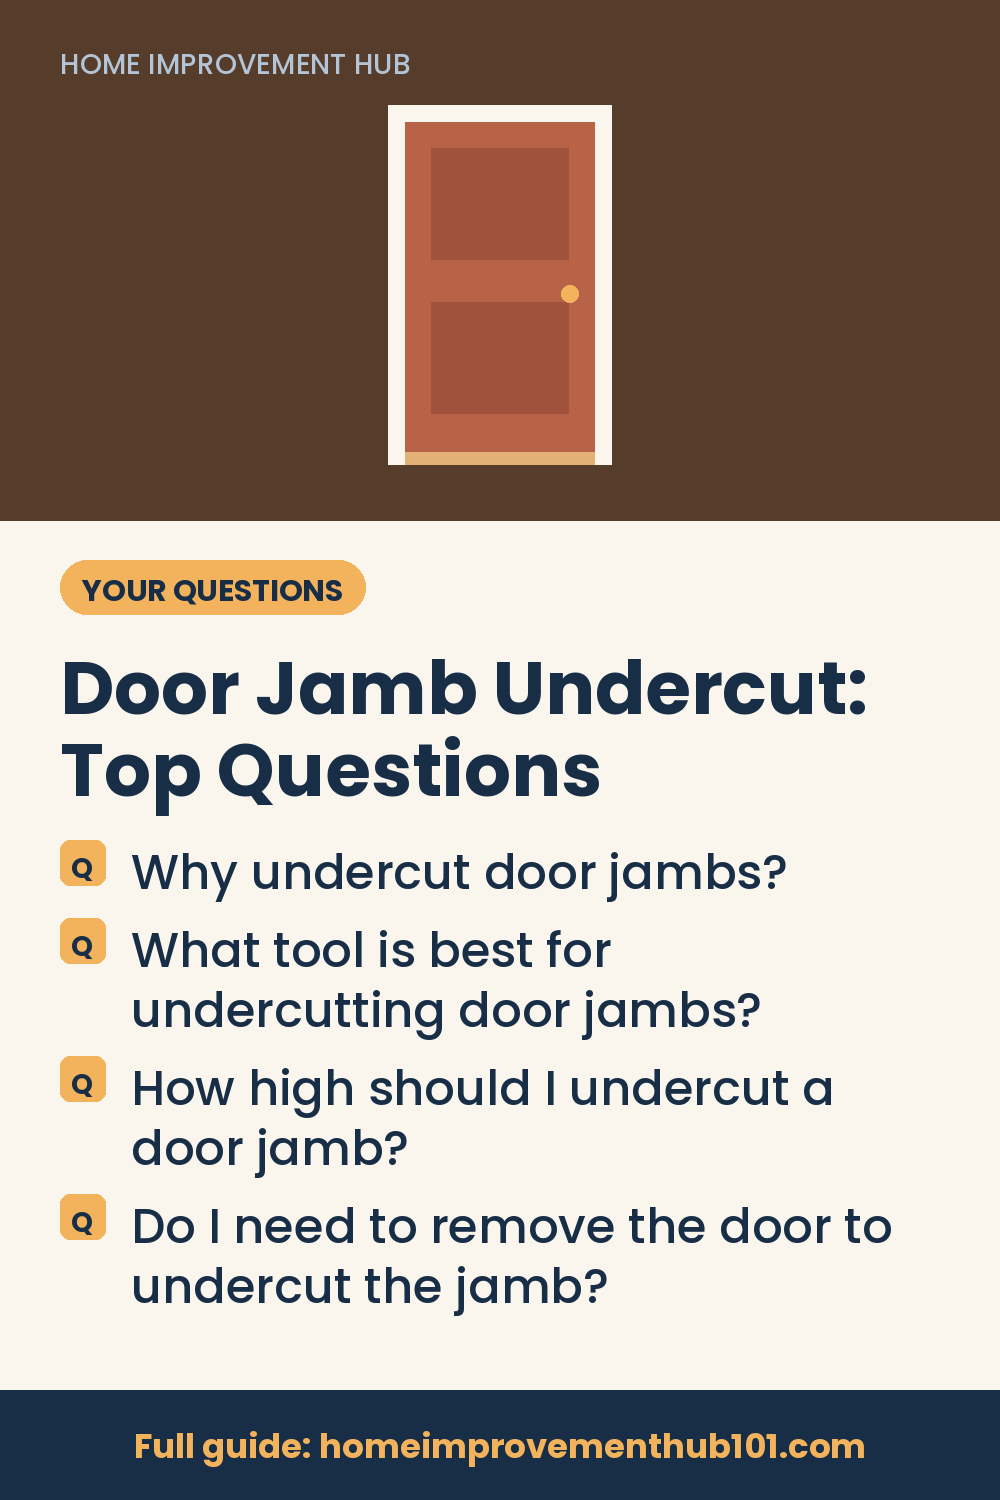 HOME IMPROVEMENT HUB
YOUR QUESTIONS
Door Jamb Undercut:
Top Questions
Q Why undercut door jambs?
Q What tool is best for
undercutting door jambs?
Q How high should I undercut a
door jamb?
Q Do I need to remove the door to
undercut the jamb?
Full guide: homeimprovementhub101.com